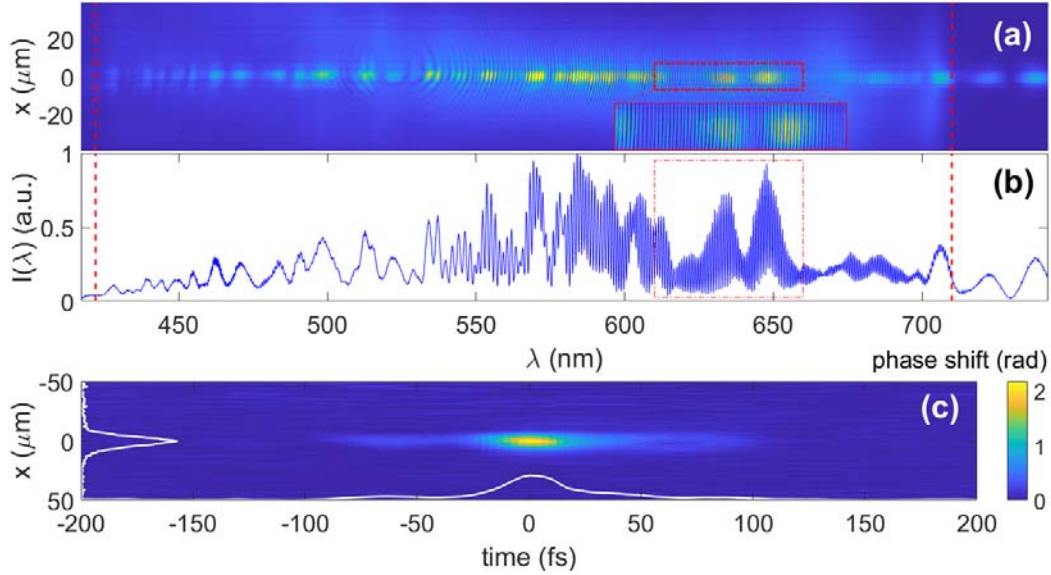 (a)
x (μm)
20
0
-20
(b)
I(λ) (a.u.)
1
0.5
0
450 500 550 600 650 700
λ (nm)
phase shift (rad)
(c)
x (μm)
-50
0
50
2
1
0
-200 -150 -100 -50 0 50 100 150 200
time (fs)